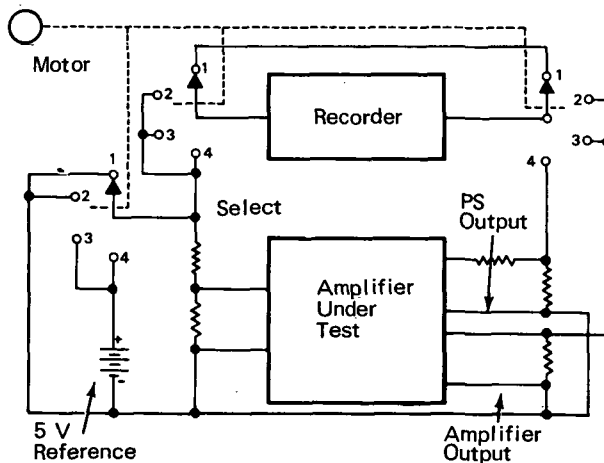 Motor
1
1
2
2
Recorder
3
3
1
4
4
2
Select
PS
Output
3
4
Amplifier
Under
Test
+
-
5 V
Reference
Amplifier
Output